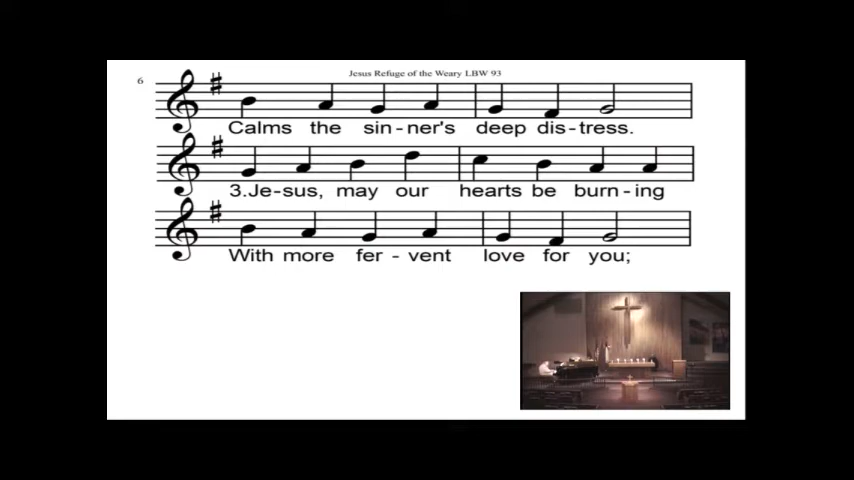 Jesus Refuge of the Weary LBW 93
6
Calms the sin-ner's deep dis-tress.
3.Je-sus, may our hearts be burn-ing
With more fer-vent love for you;